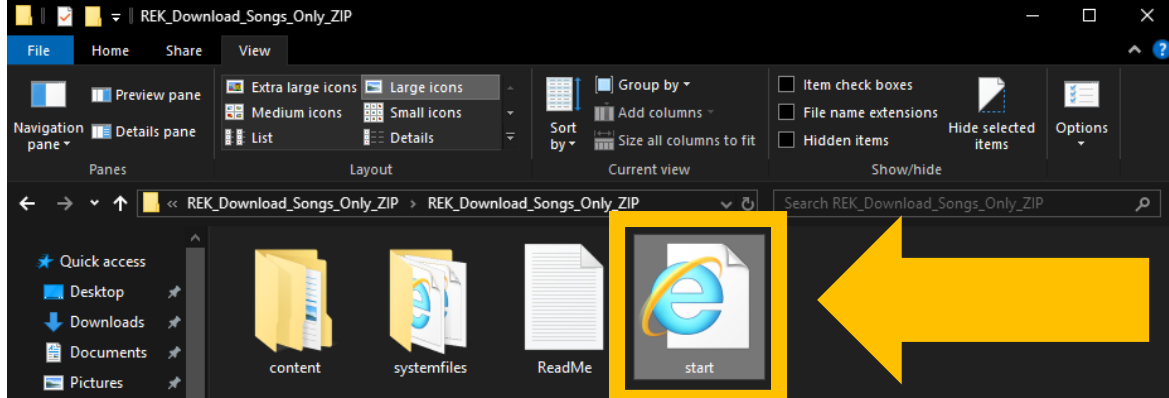 REK_Download_Songs_Only_ZIP
File Home Share View
Navigation pane
Preview pane
Details pane
Panes
Extra large icons Large icons
Medium icons Small icons
List Details
Layout
Sort by
Group by
Add columns
Size all columns to fit
Current view
Item check boxes
File name extensions
Hidden items
Hide selected items
Show/hide
Options
« REK_Download_Songs_Only_ZIP > REK_Download_Songs_Only_ZIP
Search REK_Download_Songs_Only_ZIP
Quick access
Desktop
Downloads
Documents
Pictures
content systemfiles ReadMe start